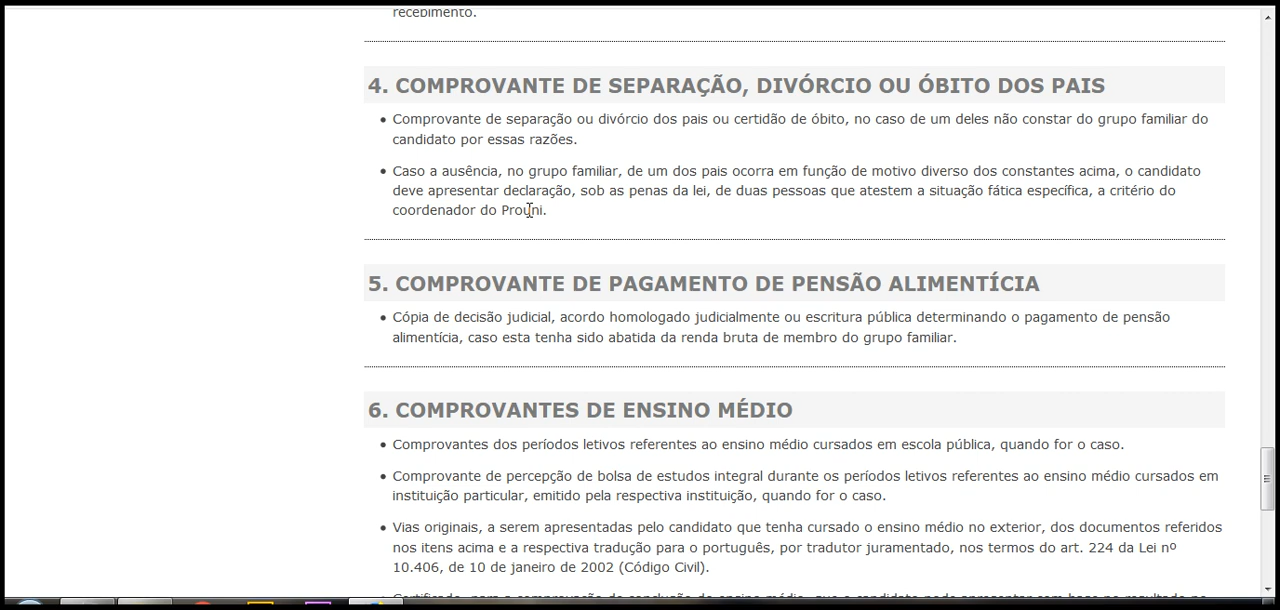 recebimento.
4. COMPROVANTE DE SEPARAÇÃO, DIVÓRCIO OU ÓBITO DOS PAIS
• Comprovante de separação ou divórcio dos pais ou certidão de óbito, no caso de um deles não constar do grupo familiar do
candidato por essas razões.
• Caso a ausência, no grupo familiar, de um dos pais ocorra em função de motivo diverso dos constantes acima, o candidato
deve apresentar declaração, sob as penas da lei, de duas pessoas que atestem a situação fática específica, a critério do
coordenador do Prouni.
5. COMPROVANTE DE PAGAMENTO DE PENSÃO ALIMENTÍCIA
• Cópia de decisão judicial, acordo homologado judicialmente ou escritura pública determinando o pagamento de pensão
alimentícia, caso esta tenha sido abatida da renda bruta de membro do grupo familiar.
6. COMPROVANTES DE ENSINO MÉDIO
• Comprovantes dos períodos letivos referentes ao ensino médio cursados em escola pública, quando for o caso.
• Comprovante de percepção de bolsa de estudos integral durante os períodos letivos referentes ao ensino médio cursados em
instituição particular, emitido pela respectiva instituição, quando for o caso.
• Vias originais, a serem apresentadas pelo candidato que tenha cursado o ensino médio no exterior, dos documentos referidos
nos itens acima e a respectiva tradução para o português, por tradutor juramentado, nos termos do art. 224 da Lei nº
10.406, de 10 de janeiro de 2002 (Código Civil).